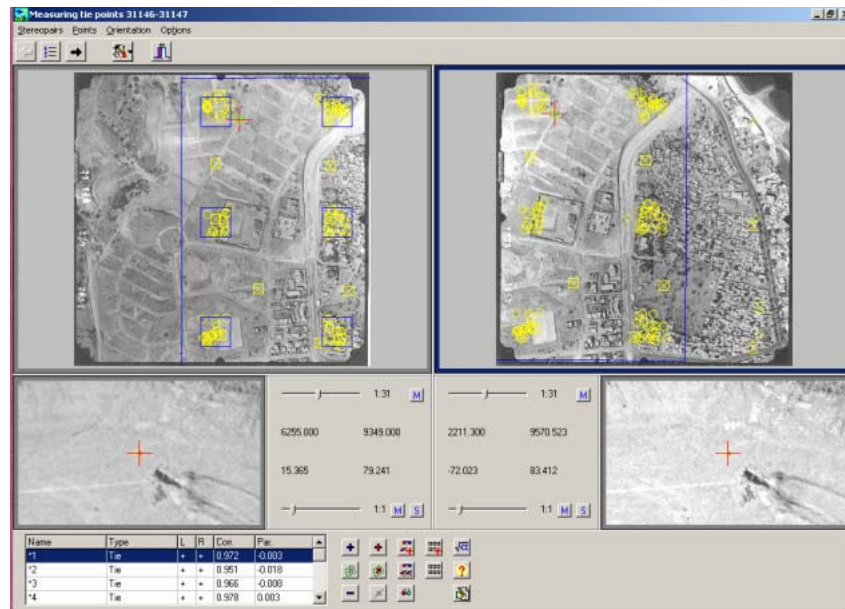 Measuring tie points 31146-31147
Stereopairs Points Orientation Options
1:31 M
6255.000 9349.000
15.365 79.241
1:1 M S
1:31 M
2211.300 9570.523
-72.023 83.412
1:1 M S
Name Type L R Corr. Par.
*1 Tie + + 0.972 -0.003
*2 Tie + + 0.951 -0.018
*3 Tie + + 0.966 -0.008
*4 Tie + + 0.978 0.003